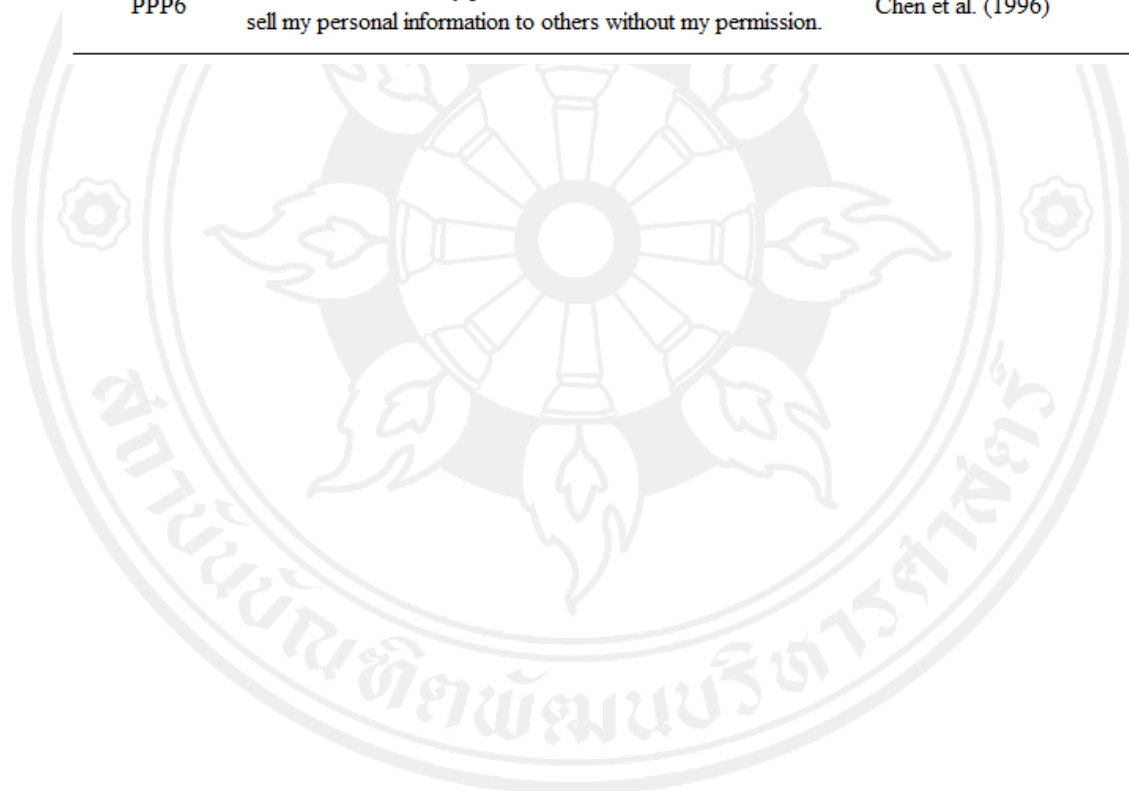 PPP6
sell my personal information to others without my permission.
Chen et al. (1996)
สถาบันบัณฑิตพัฒนบริหารศาสตร์